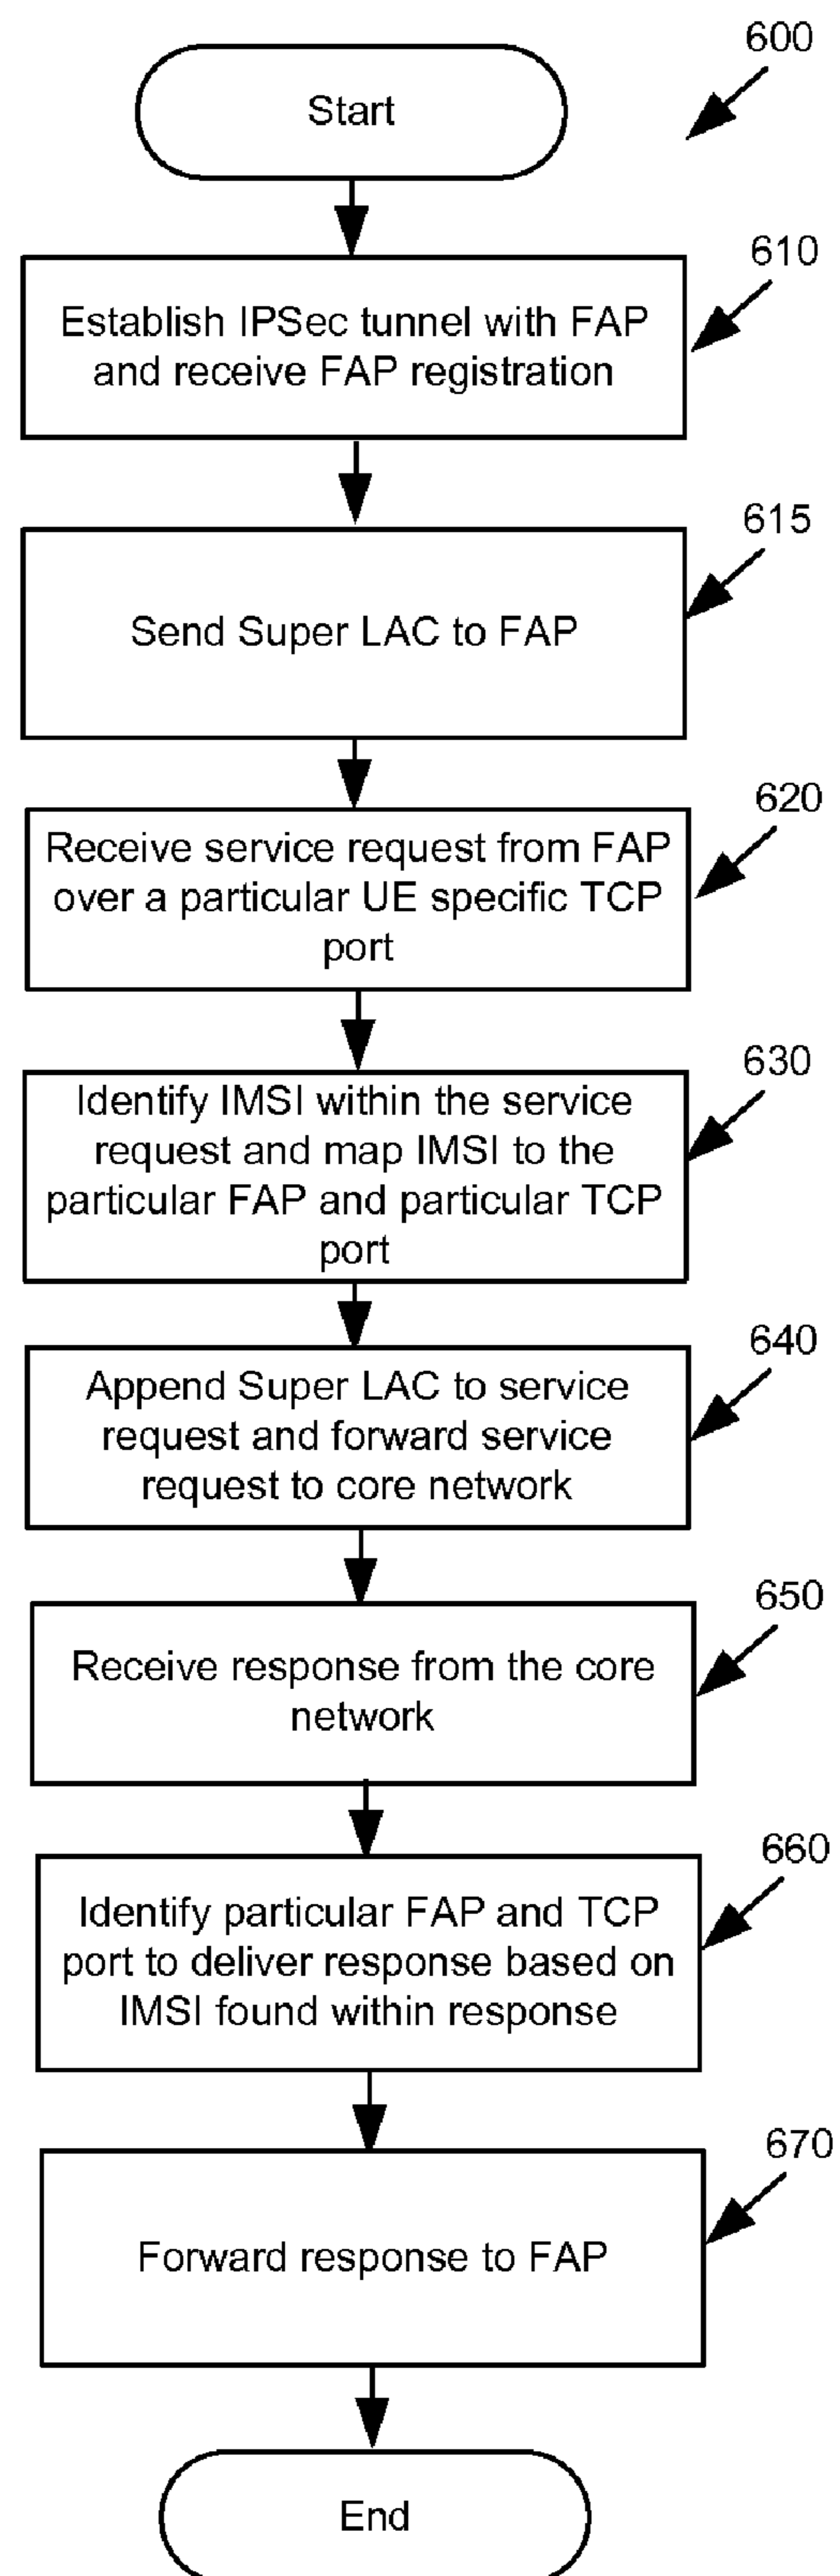 600
Start
610
Establish IPSec tunnel with FAP
and receive FAP registration
615
Send Super LAC to FAP
620
Receive service request from FAP
over a particular UE specific TCP
port
630
Identify IMSI within the service
request and map IMSI to the
particular FAP and particular TCP
port
640
Append Super LAC to service
request and forward service
request to core network
650
Receive response from the core
network
660
Identify particular FAP and TCP
port to deliver response based on
IMSI found within response
670
Forward response to FAP
End